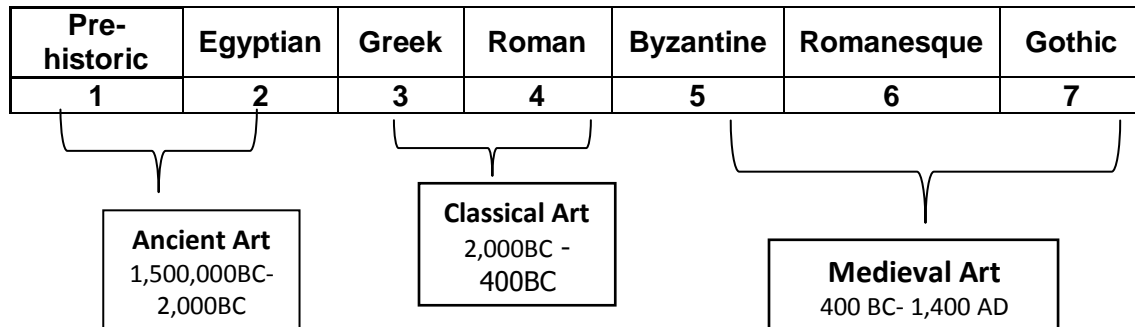 Pre-
historic
Egyptian
Greek
Roman
Byzantine
Romanesque
Gothic
1
2
3
4
5
6
7
Ancient Art
1,500,000BC-
2,000BC
Classical Art
2,000BC -
400BC
Medieval Art
400 BC- 1,400 AD